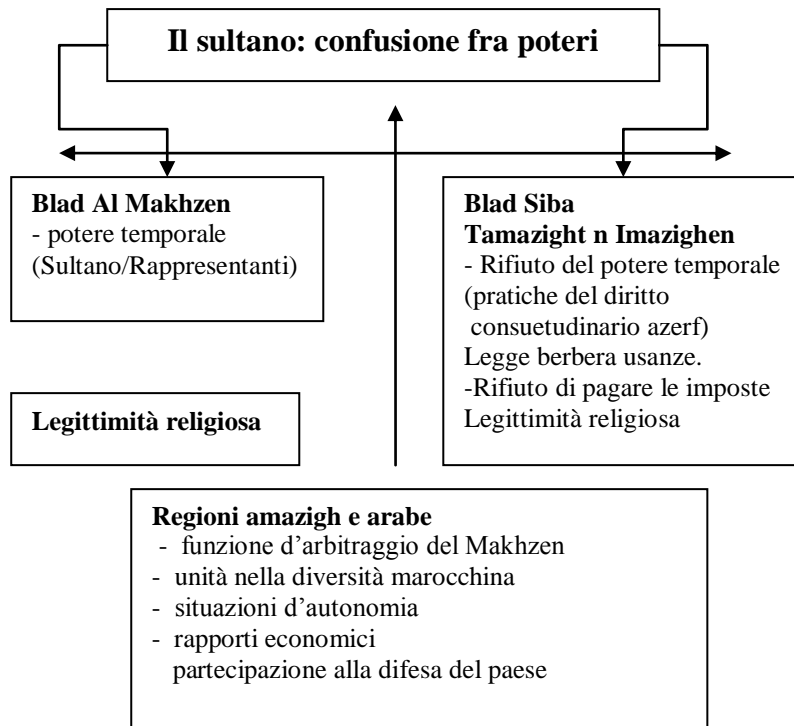 Il sultano: confusione fra poteri
Blad Al Makhzen
- potere temporale
(Sultano/Rappresentanti)
Legittimità religiosa
Blad Siba
Tamazight n Imazighen
- Rifiuto del potere temporale
(pratiche del diritto
consuetudinario azerf)
Legge berbera usanze.
-Rifiuto di pagare le imposte
Legittimità religiosa
Regioni amazigh e arabe
- funzione d’arbitraggio del Makhzen
- unità nella diversità marocchina
- situazioni d’autonomia
- rapporti economici
partecipazione alla difesa del paese